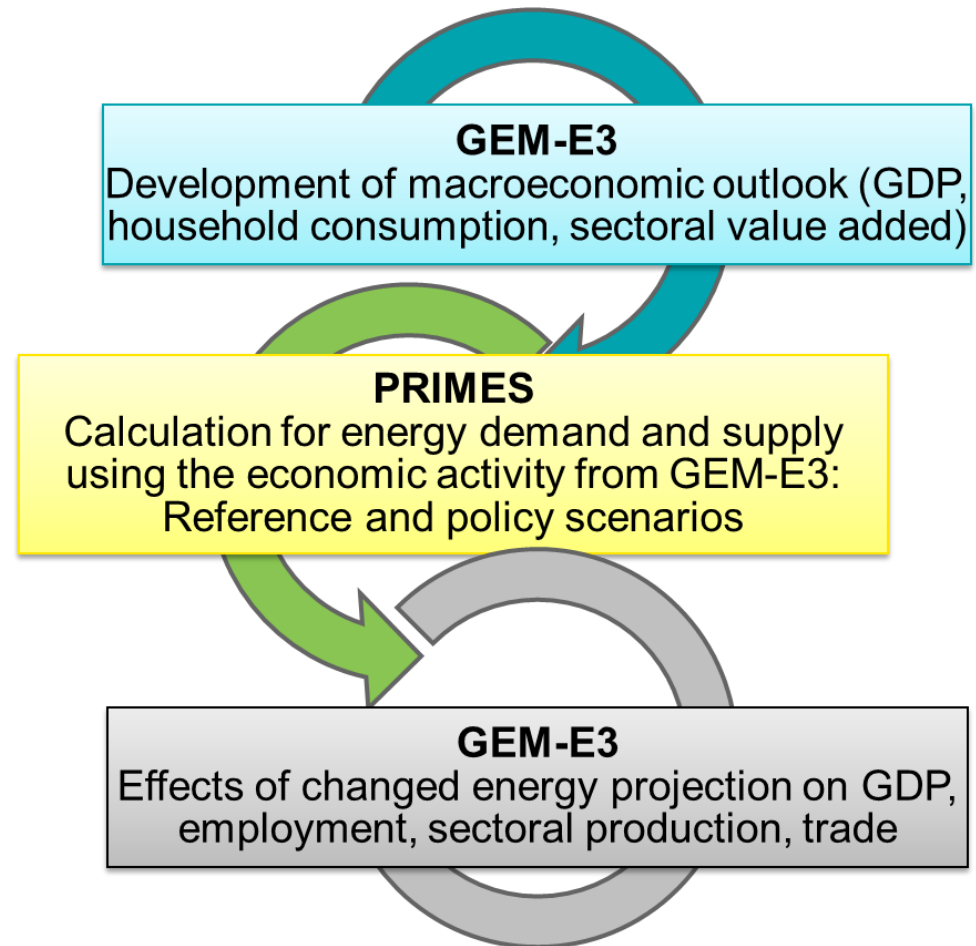 GEM-E3
Development of macroeconomic outlook (GDP,
household consumption, sectoral value added)
PRIMES
Calculation for energy demand and supply
using the economic activity from GEM-E3:
Reference and policy scenarios
GEM-E3
Effects of changed energy projection on GDP,
employment, sectoral production, trade